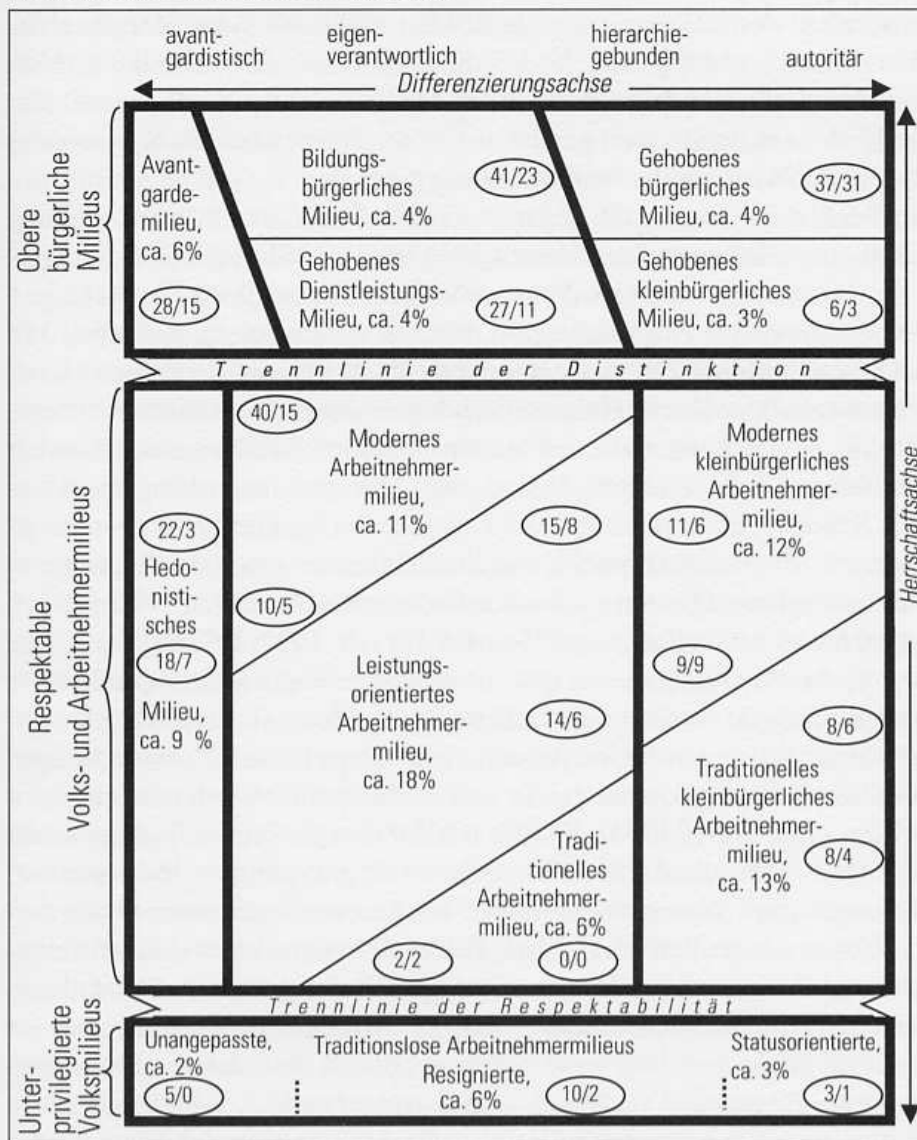 avant-
gardistisch
eigen-
verantwortlich
hierarchie-
gebunden
autoritär
Differenzierungsachse
Obere
bürgerliche
Milieus
Avant-
garde-
milieu,
ca. 6%
28/15
Bildungs-
bürgerliches
Milieu, ca. 4%
41/23
Gehobenes
bürgerliches
Milieu, ca. 4%
37/31
Gehobenes
Dienstleistungs-
Milieu, ca. 4%
27/11
Gehobenes
kleinbürgerliches
Milieu, ca. 3%
6/3
Trennlinie der Distinktion
Herrschaftsachse
Respektable
Volks- und Arbeitnehmermilieus
22/3
Hedo-
nisti-
sches
18/7
Milieu,
ca. 9 %
40/15
Modernes
Arbeitnehmer-
milieu,
ca. 11%
15/8
10/5
Leistungs-
orientiertes
Arbeitnehmer-
milieu,
ca. 18%
14/6
Tradi-
tionelles
Arbeitnehmer-
milieu, ca. 6%
2/2
0/0
Modernes
kleinbürgerliches
Arbeitnehmer-
milieu,
ca. 12%
11/6
9/9
8/6
Traditionelles
kleinbürgerliches
Arbeitnehmer-
milieu,
ca. 13%
8/4
Trennlinie der Respektabilität
Unter-
privilegierte
Volksmilieus
Unangepasste,
ca. 2%
5/0
Traditionslose Arbeitnehmermilieus
Resignierte,
ca. 6%
10/2
Statusorientierte,
ca. 3%
3/1